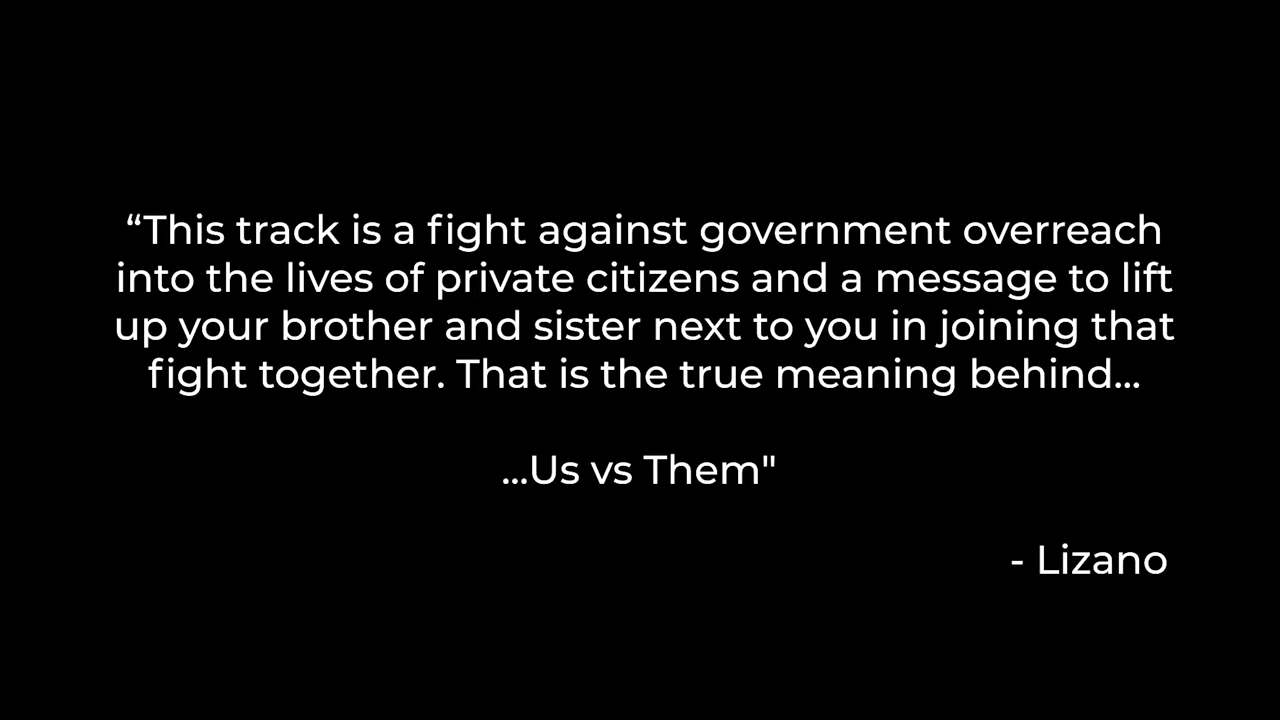 “This track is a fight against government overreach
into the lives of private citizens and a message to lift
up your brother and sister next to you in joining that
fight together. That is the true meaning behind...
...Us vs Them"
- Lizano